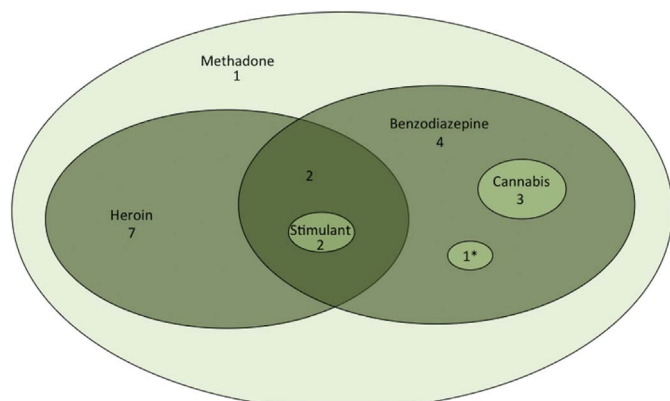 Methadone
1
Benzodiazepine
4
2
Cannabis
3
Heroin
7
Stimulant
2
1*